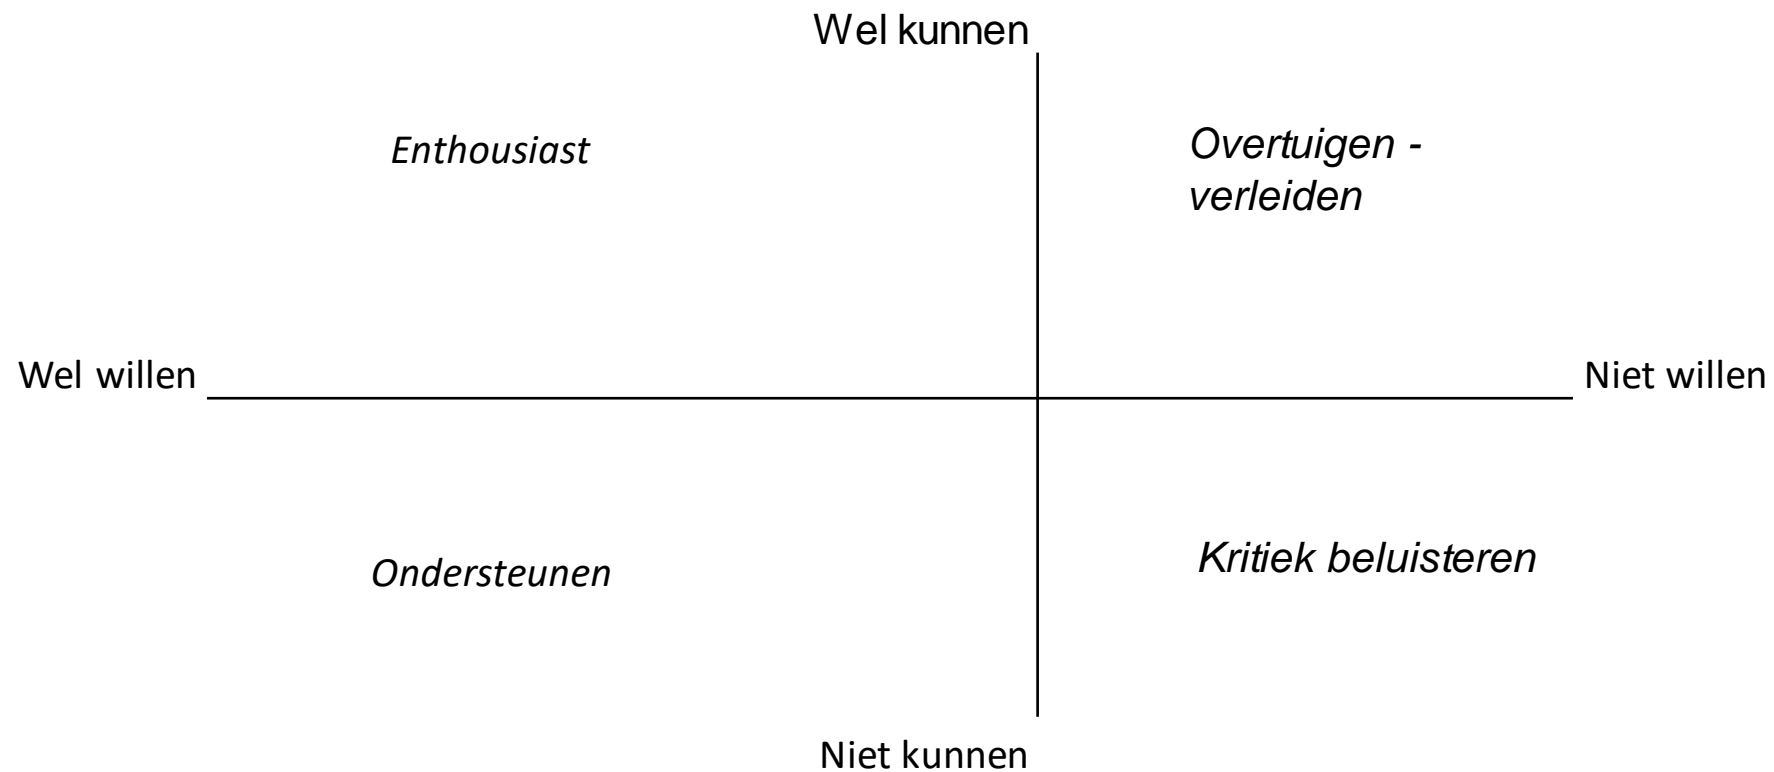 Wel kunnen
Enthousiast
Overtuigen -
verleiden
Wel willen
Niet willen
Ondersteunen
Kritiek beluisteren
Niet kunnen